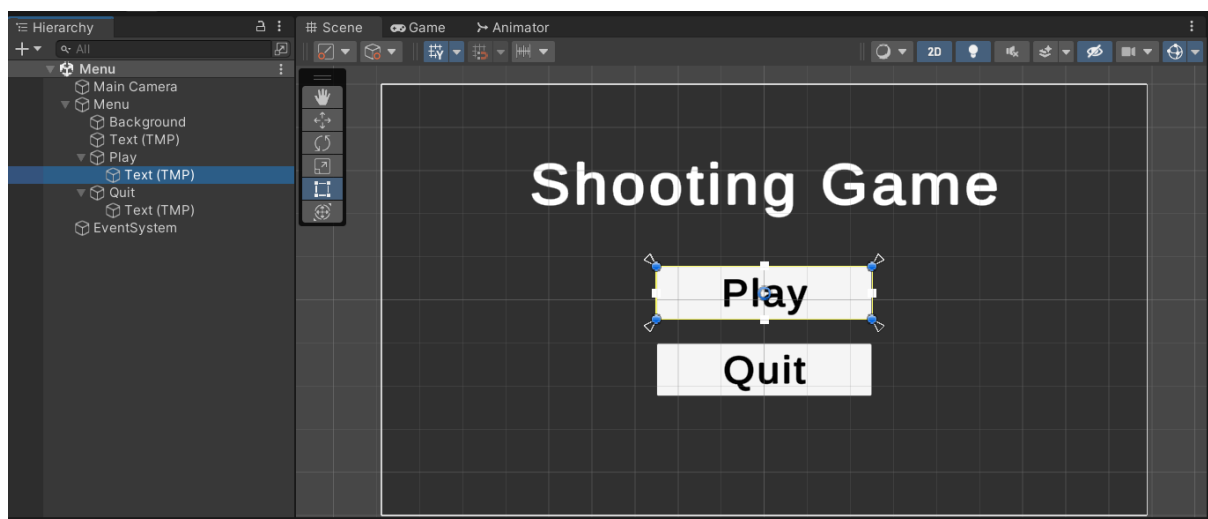 Hierarchy
Scene
Game
Animator
All
2D
Menu
Main Camera
Menu
Background
Text (TMP)
Play
Text (TMP)
Quit
Text (TMP)
EventSystem
Shooting Game
Play
Quit